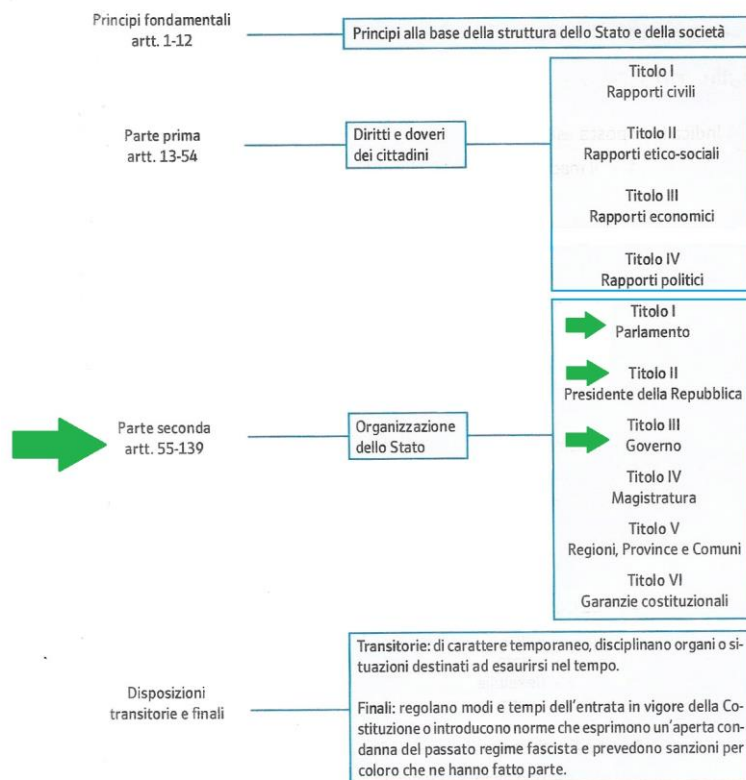 Principi fondamentali
artt. 1-12
Principi alla base della struttura dello Stato e della società
Parte prima
artt. 13-54
Diritti e doveri
dei cittadini
Titolo I
Rapporti civili
Titolo II
Rapporti etico-sociali
Titolo III
Rapporti economici
Titolo IV
Rapporti politici
Parte seconda
artt. 55-139
Organizzazione
dello Stato
Titolo I
Parlamento
Titolo II
Presidente della Repubblica
Titolo III
Governo
Titolo IV
Magistratura
Titolo V
Regioni, Province e Comuni
Titolo VI
Garanzie costituzionali
Disposizioni
transitorie e finali
Transitorie: di carattere temporaneo, disciplinano organi o si-
tuazioni destinati ad esaurirsi nel tempo.
Finali: regolano modi e tempi dell'entrata in vigore della Co-
stituzione o introducono norme che esprimono un'aperta con-
danna del passato regime fascista e prevedono sanzioni per
coloro che ne hanno fatto parte.